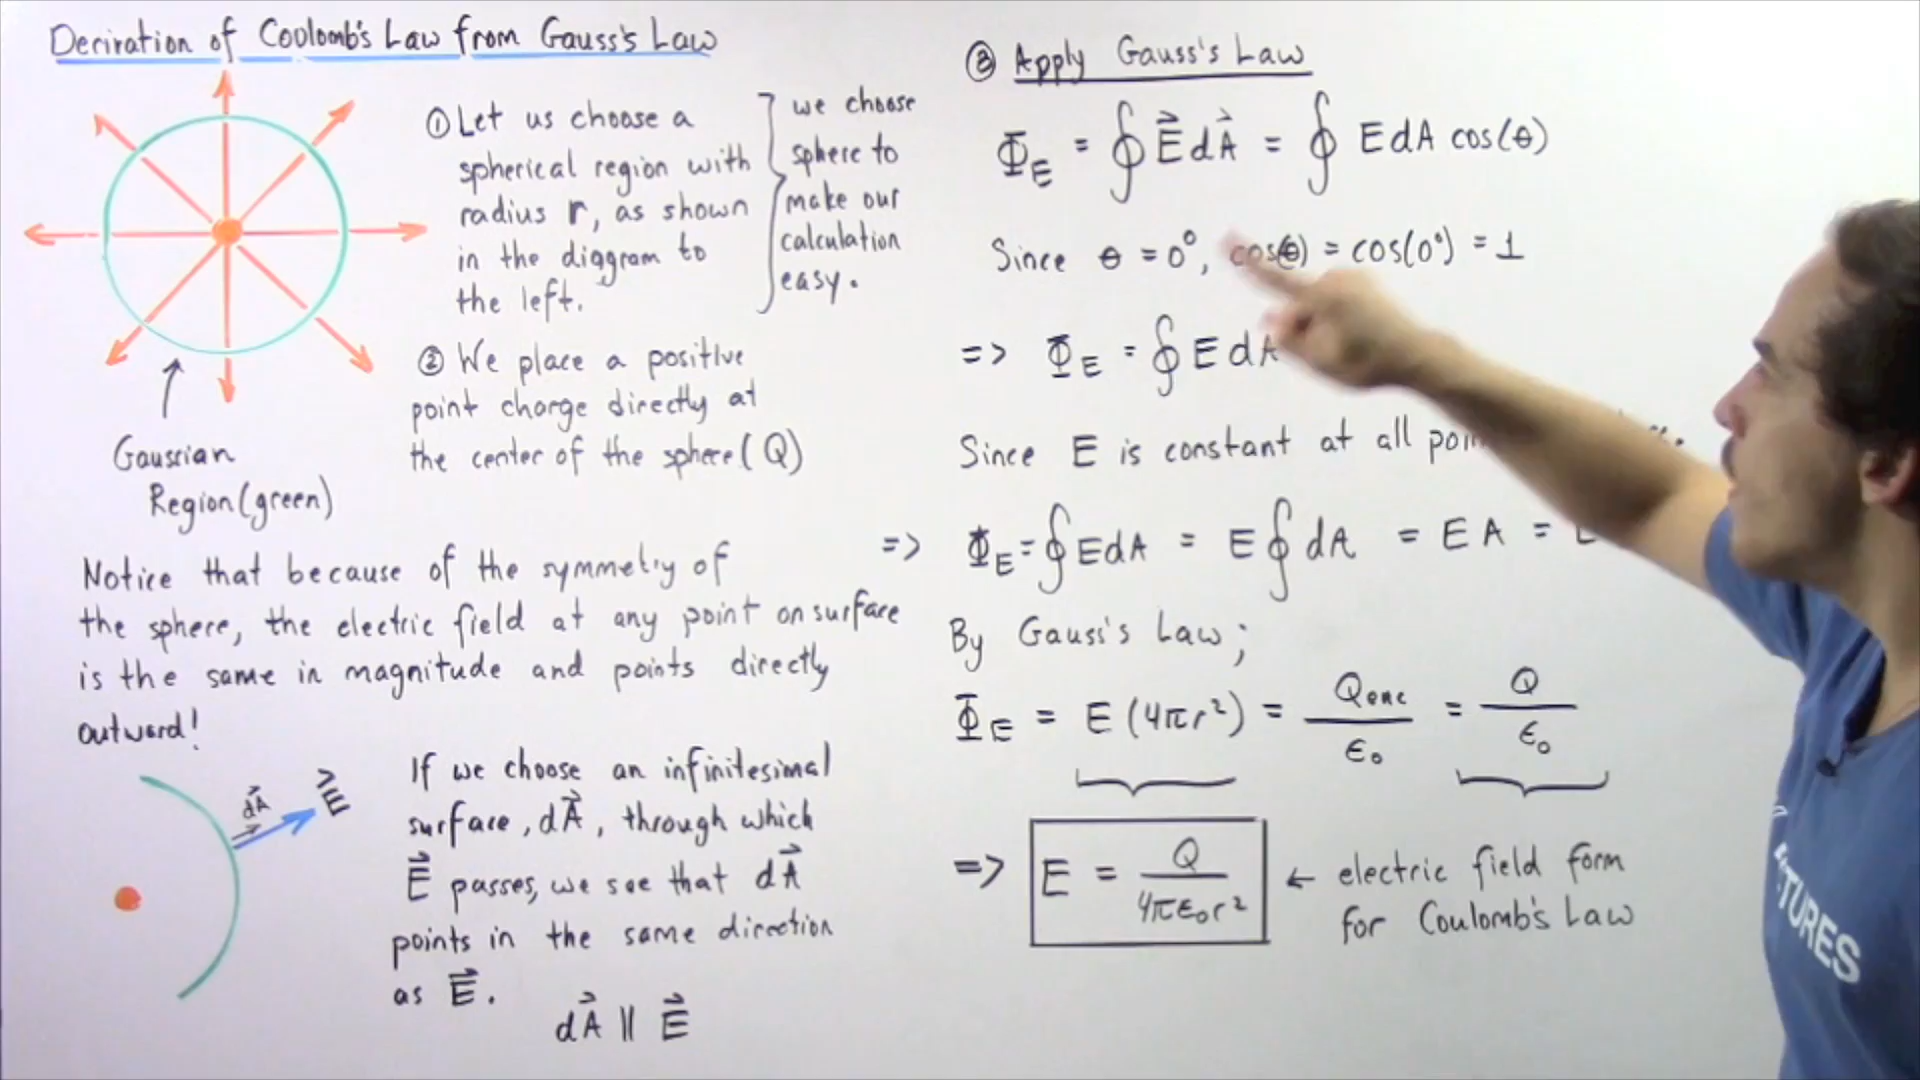 Derivation of Coulomb's Law from Gauss's Law
① Let us choose a
spherical region with
radius r, as shown
in the diagram to
the left.
we choose
sphere to
make our
calculation
easy.
② We place a positive
point charge directly at
the center of the sphere (Q)
Gaussian
Region (green)
Notice that because of the symmetry of
the sphere, the electric field at any point on surface
is the same in magnitude and points directly
outward!
dA⃗
E⃗
If we choose an infinitesimal
surface, dA⃗, through which
E⃗ passes, we see that dA⃗
points in the same direction
as E⃗.
dA⃗ ∥ E⃗
③ Apply Gauss's Law
Φ_E = ∮ E⃗ dA⃗ = ∮ E dA cos(θ)
Since θ = 0°, cos(θ) = cos(0°) = 1
=> Φ_E = ∮ E dA
Since E is constant at all
=> Φ_E = ∮ E dA = E ∮ dA = E A =
By Gauss's Law;
Φ_E = E (4πr²) = Qenc / ε₀ = Q / ε₀
=> E = Q / 4πε₀r² ← electric field form
for Coulomb's Law
TURES